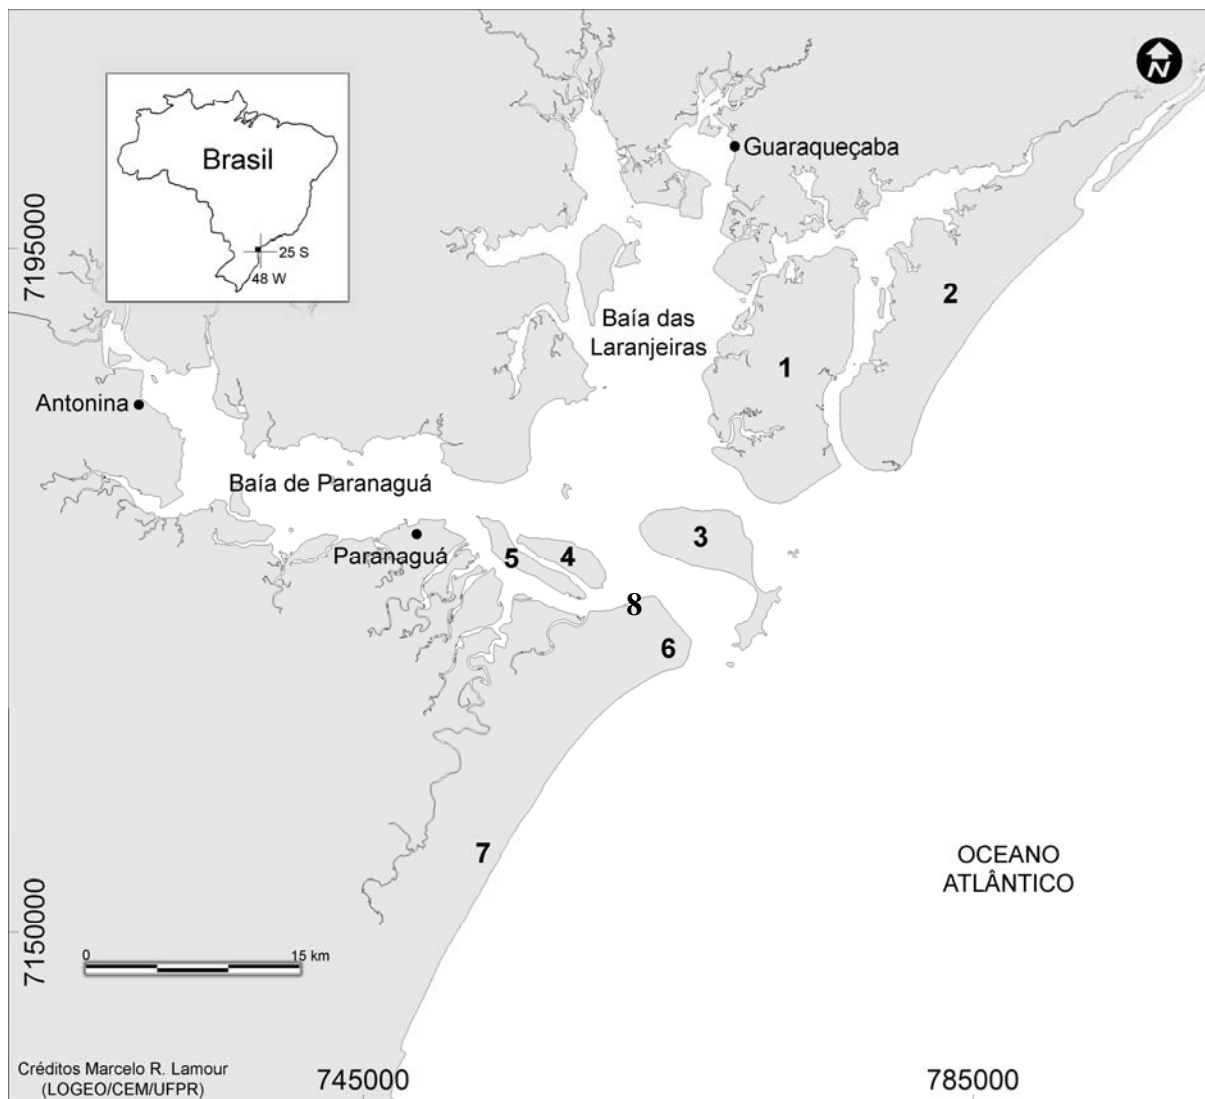 N
Brasil
25 S
48 W
Guaraqueçaba
7195000
2
Baía das
Laranjeiras
1
Antonina
Baía de Paranaguá
3
Paranaguá
5
4
8
6
7
OCEANO
ATLÂNTICO
7150000
0
15 km
Créditos Marcelo R. Lamour
(LOGEO/CEM/UFPR)
745000
785000